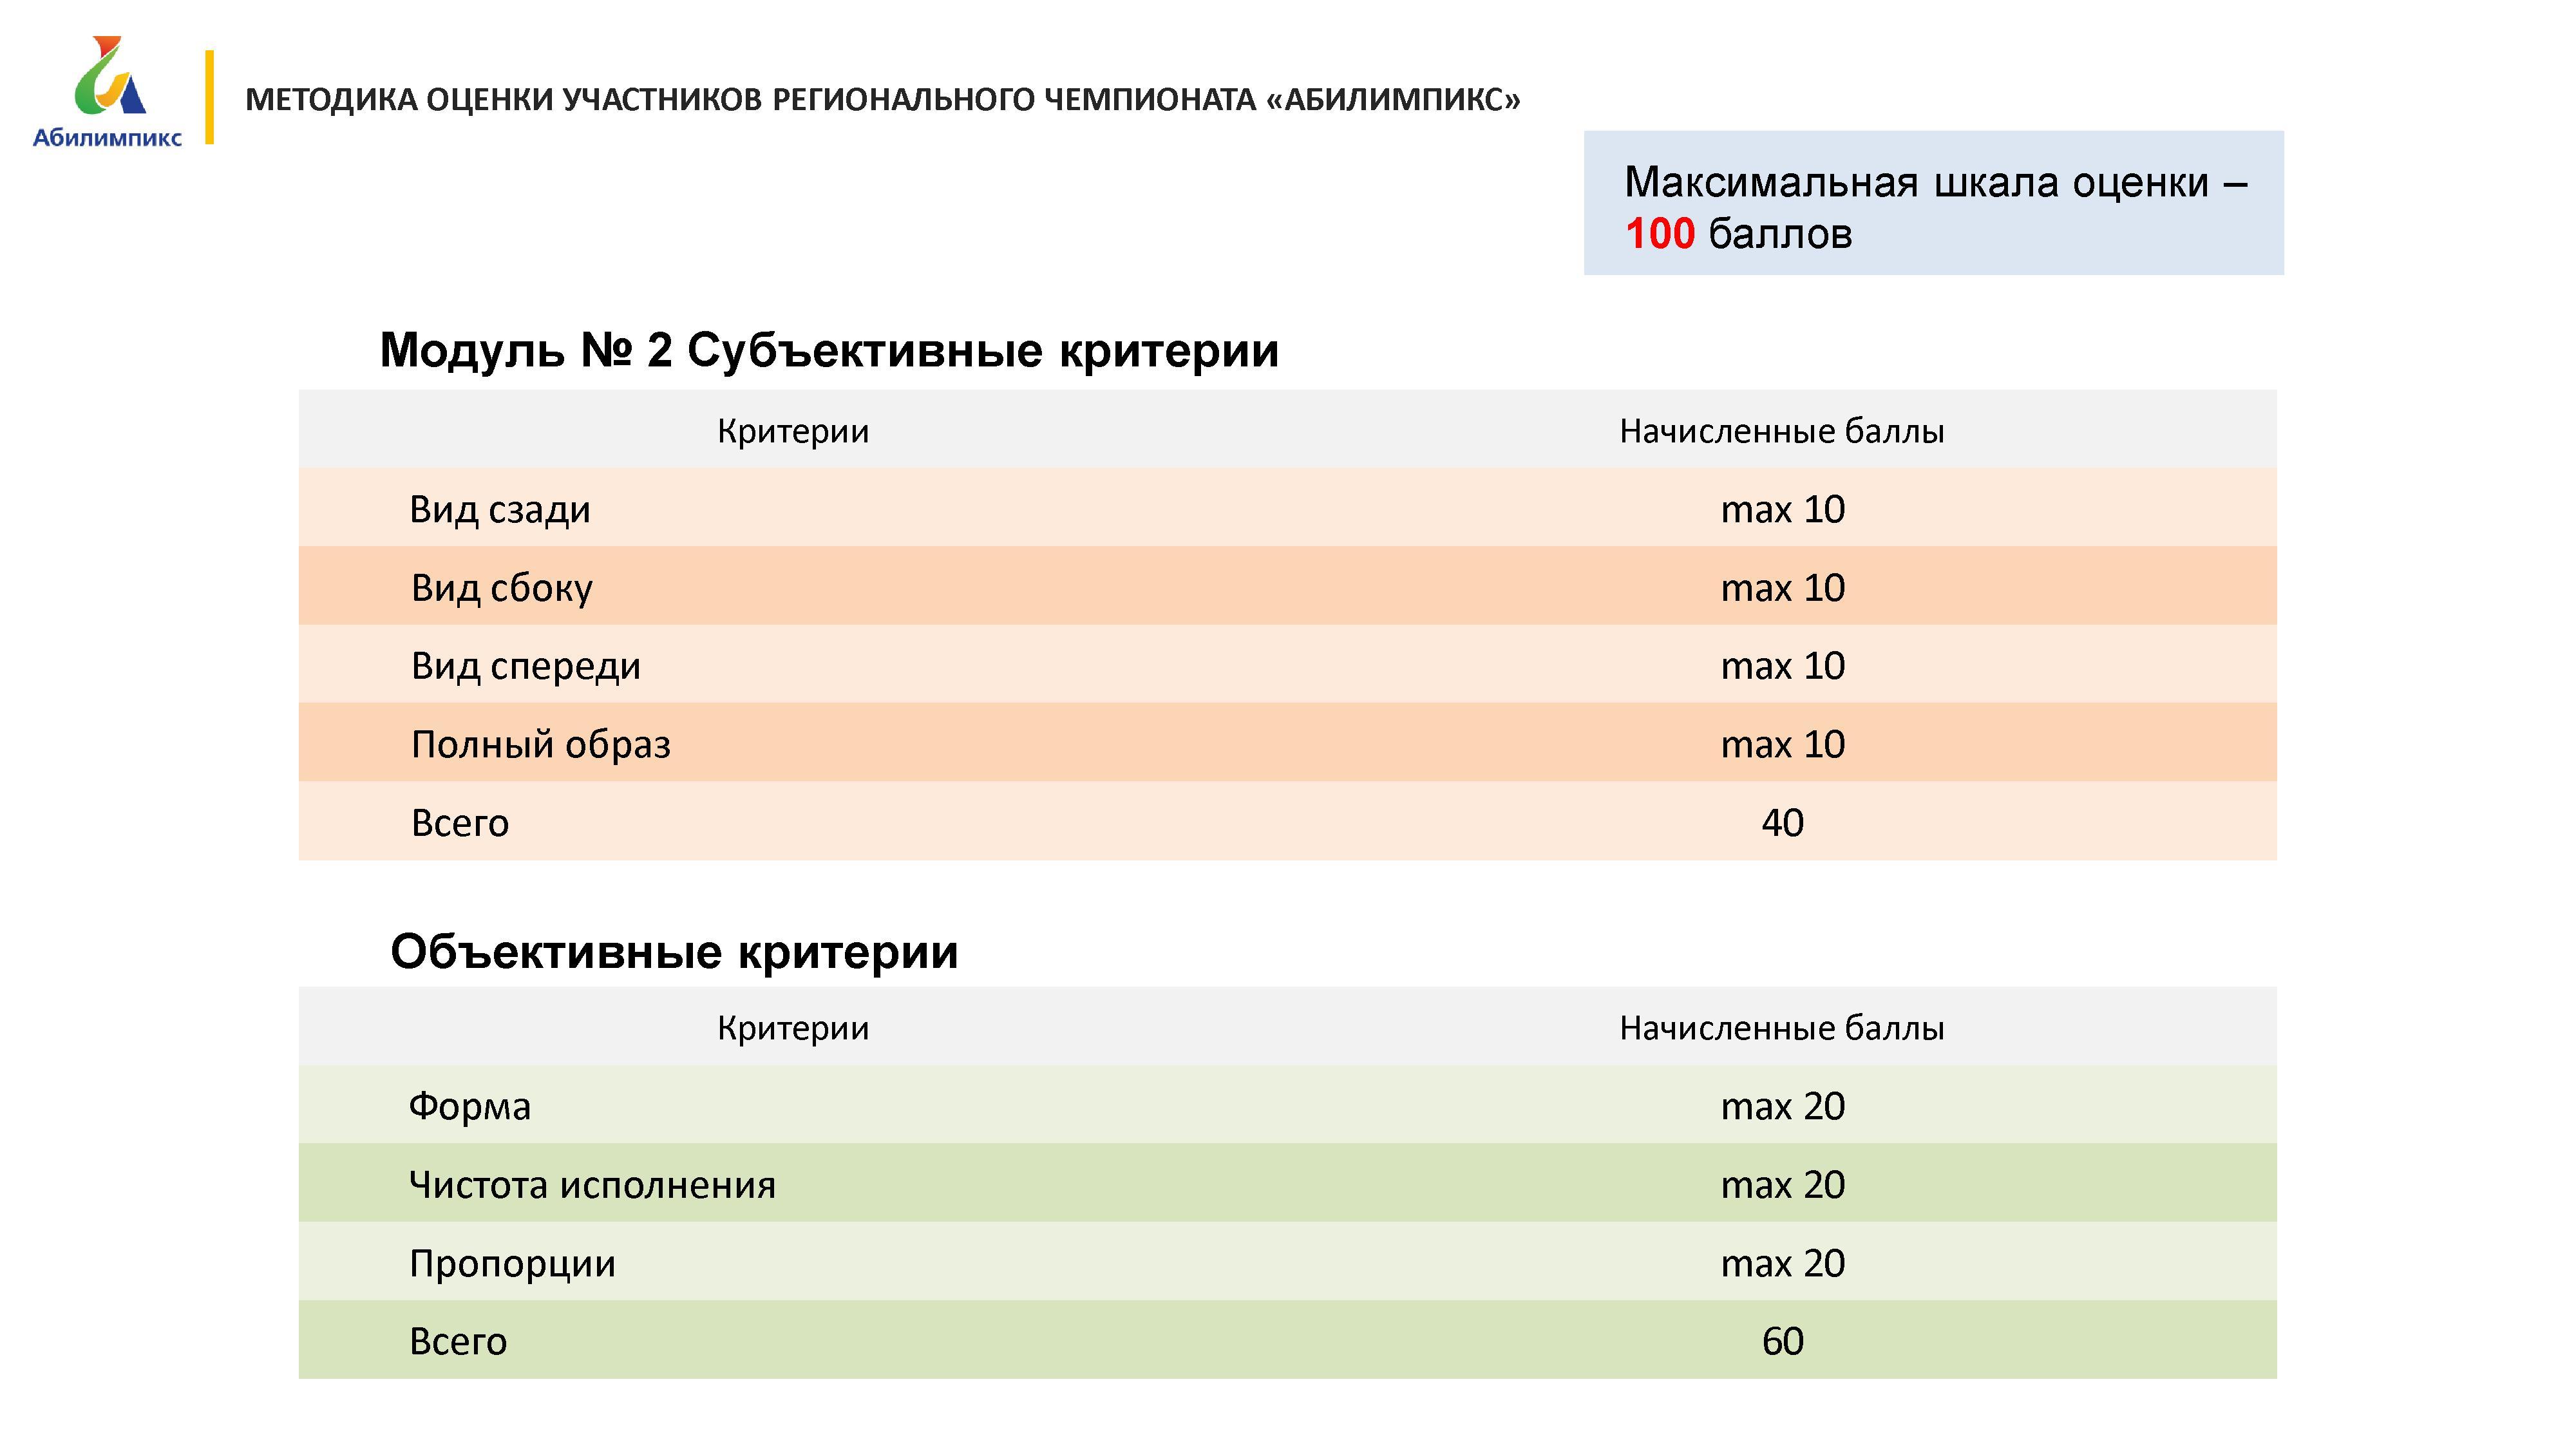 Абилимпикс
МЕТОДИКА ОЦЕНКИ УЧАСТНИКОВ РЕГИОНАЛЬНОГО ЧЕМПИОНАТА «АБИЛИМПИКС»
Максимальная шкала оценки –
100 баллов
Модуль № 2 Субъективные критерии
Критерии Начисленные баллы
Вид сзади max 10
Вид сбоку max 10
Вид спереди max 10
Полный образ max 10
Всего 40
Объективные критерии
Критерии Начисленные баллы
Форма max 20
Чистота исполнения max 20
Пропорции max 20
Всего 60